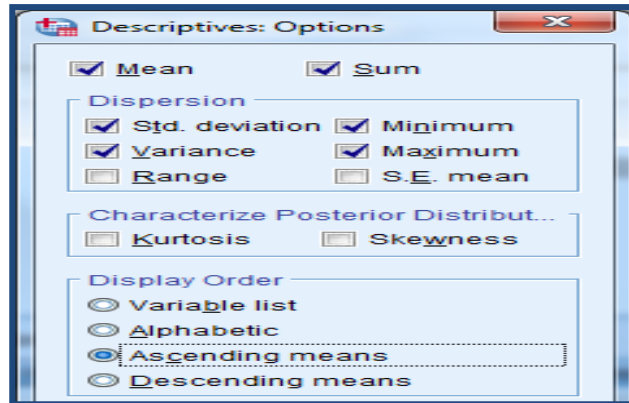 Descriptives: Options
Mean Sum
Dispersion
Std. deviation Minimum
Variance Maximum
Range S.E. mean
Characterize Posterior Distribut...
Kurtosis Skewness
Display Order
Variable list
Alphabetic
Ascending means
Descending means